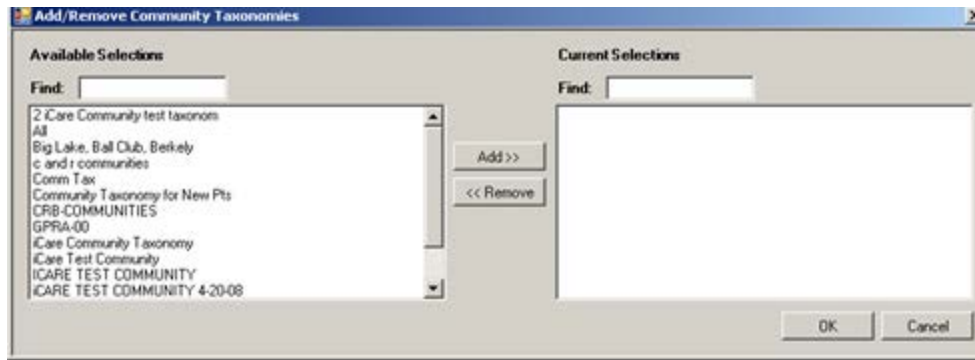 Add/Remove Community Taxonomies
Available Selections
Current Selections
Find:
Find:
2 iCare Community test taxonom
All
Big Lake, Ball Club, Berkely
c and r communities
Comm Tax
Community Taxonomy for New Pts
CRB-COMMUNITIES
GPRA-00
iCare Community Taxonomy
iCare Test Community
ICARE TEST COMMUNITY
iCARE TEST COMMUNITY 4-20-08
Add >>
<< Remove
OK
Cancel